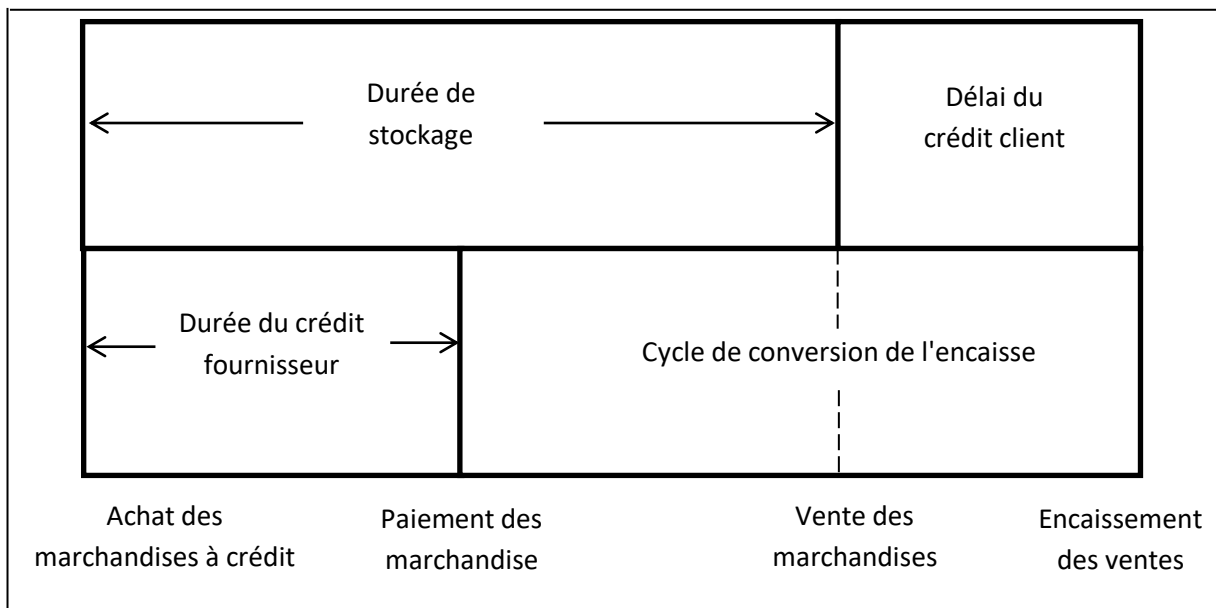 Durée de
stockage
Délai du
crédit client
Durée du crédit
fournisseur
Cycle de conversion de l'encaisse
Achat des
marchandises à crédit
Paiement des
marchandise
Vente des
marchandises
Encaissement
des ventes